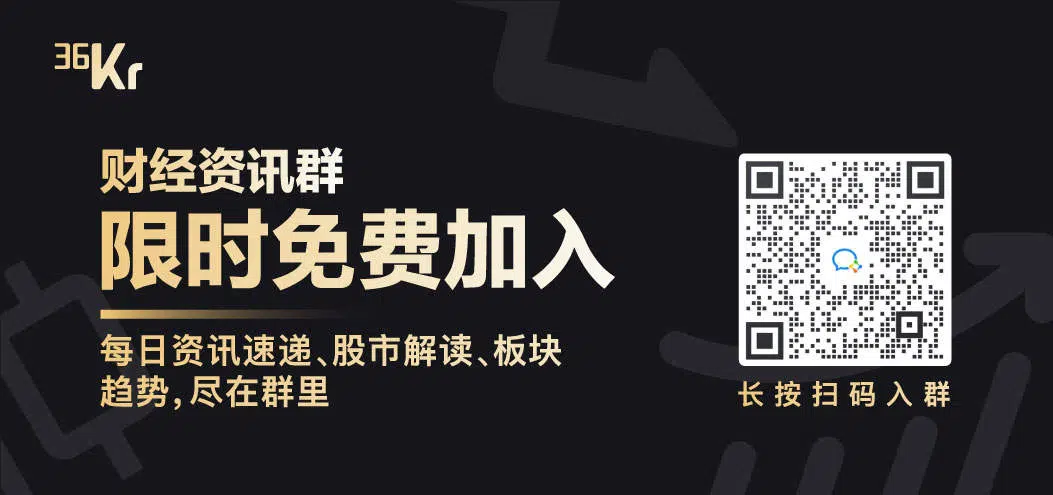 36Kr
财经资讯群
限时免费加入
每日资讯速递、股市解读、板块
趋势,尽在群里
长按扫码入群